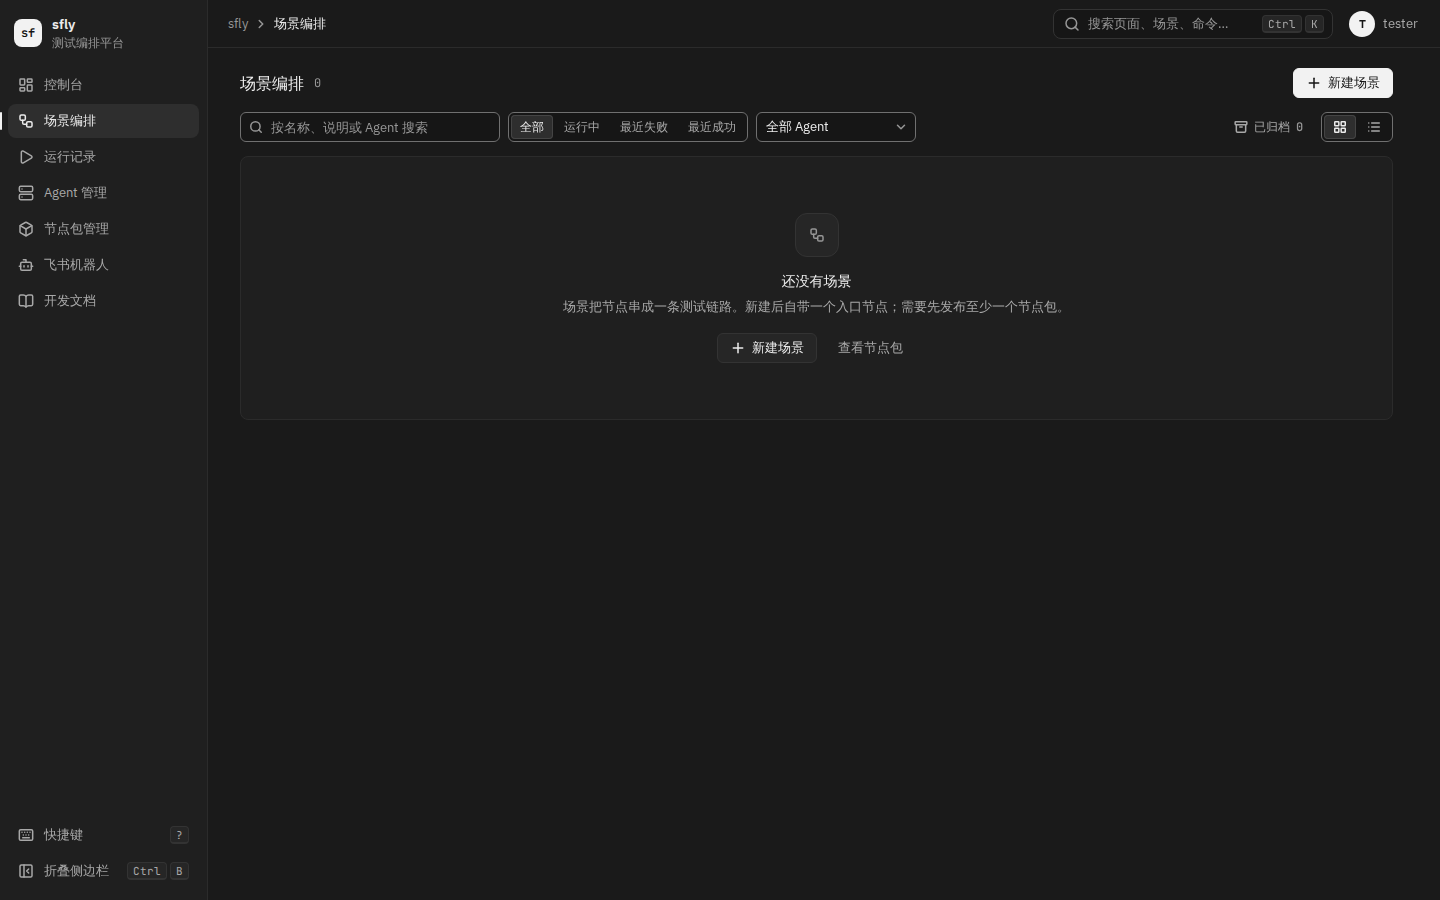 sf
sfly
测试编排平台
控制台
场景编排
运行记录
Agent 管理
节点包管理
飞书机器人
开发文档
快捷键 ?
折叠侧边栏 Ctrl B
sfly 场景编排
搜索页面、场景、命令... Ctrl K
T tester
场景编排 0
新建场景
按名称、说明或 Agent 搜索
全部 运行中 最近失败 最近成功
全部 Agent
已归档 0
还没有场景
场景把节点串成一条测试链路。新建后自带一个入口节点；需要先发布至少一个节点包。
新建场景 查看节点包